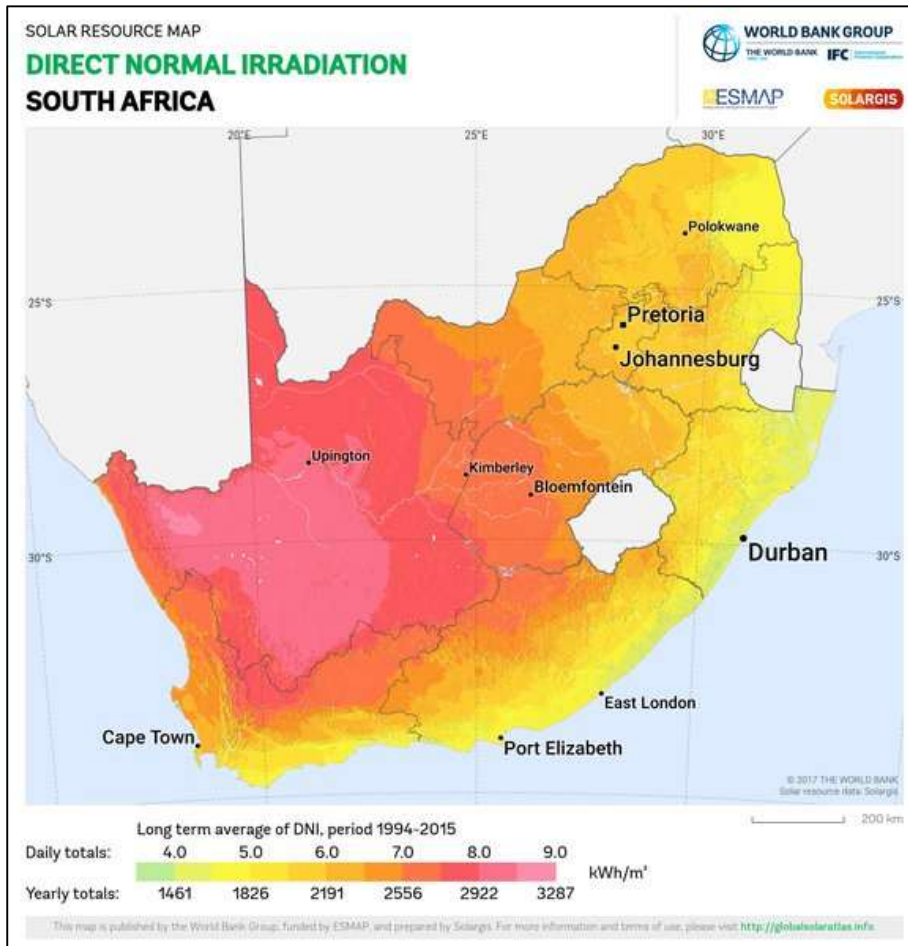 SOLAR RESOURCE MAP
DIRECT NORMAL IRRADIATION
SOUTH AFRICA
WORLD BANK GROUP
THE WORLD BANK IFC
ESMAP SOLARGIS
20°E 25°E 30°E
Polokwane
25°S 25°S
Pretoria
Johannesburg
Upington
Kimberley
Bloemfontein
30°S Durban 30°S
East London
Cape Town
Port Elizabeth
© 2017 THE WORLD BANK
Solar resource data: Solargis
200 km
Long term average of DNI, period 1994-2015
Daily totals: 4.0 5.0 6.0 7.0 8.0 9.0
kWh/m²
Yearly totals: 1461 1826 2191 2556 2922 3287
This map is published by the World Bank Group, funded by ESMAP, and prepared by Solargis. For more information and terms of use, please visit http://globalsolaratlas.info.